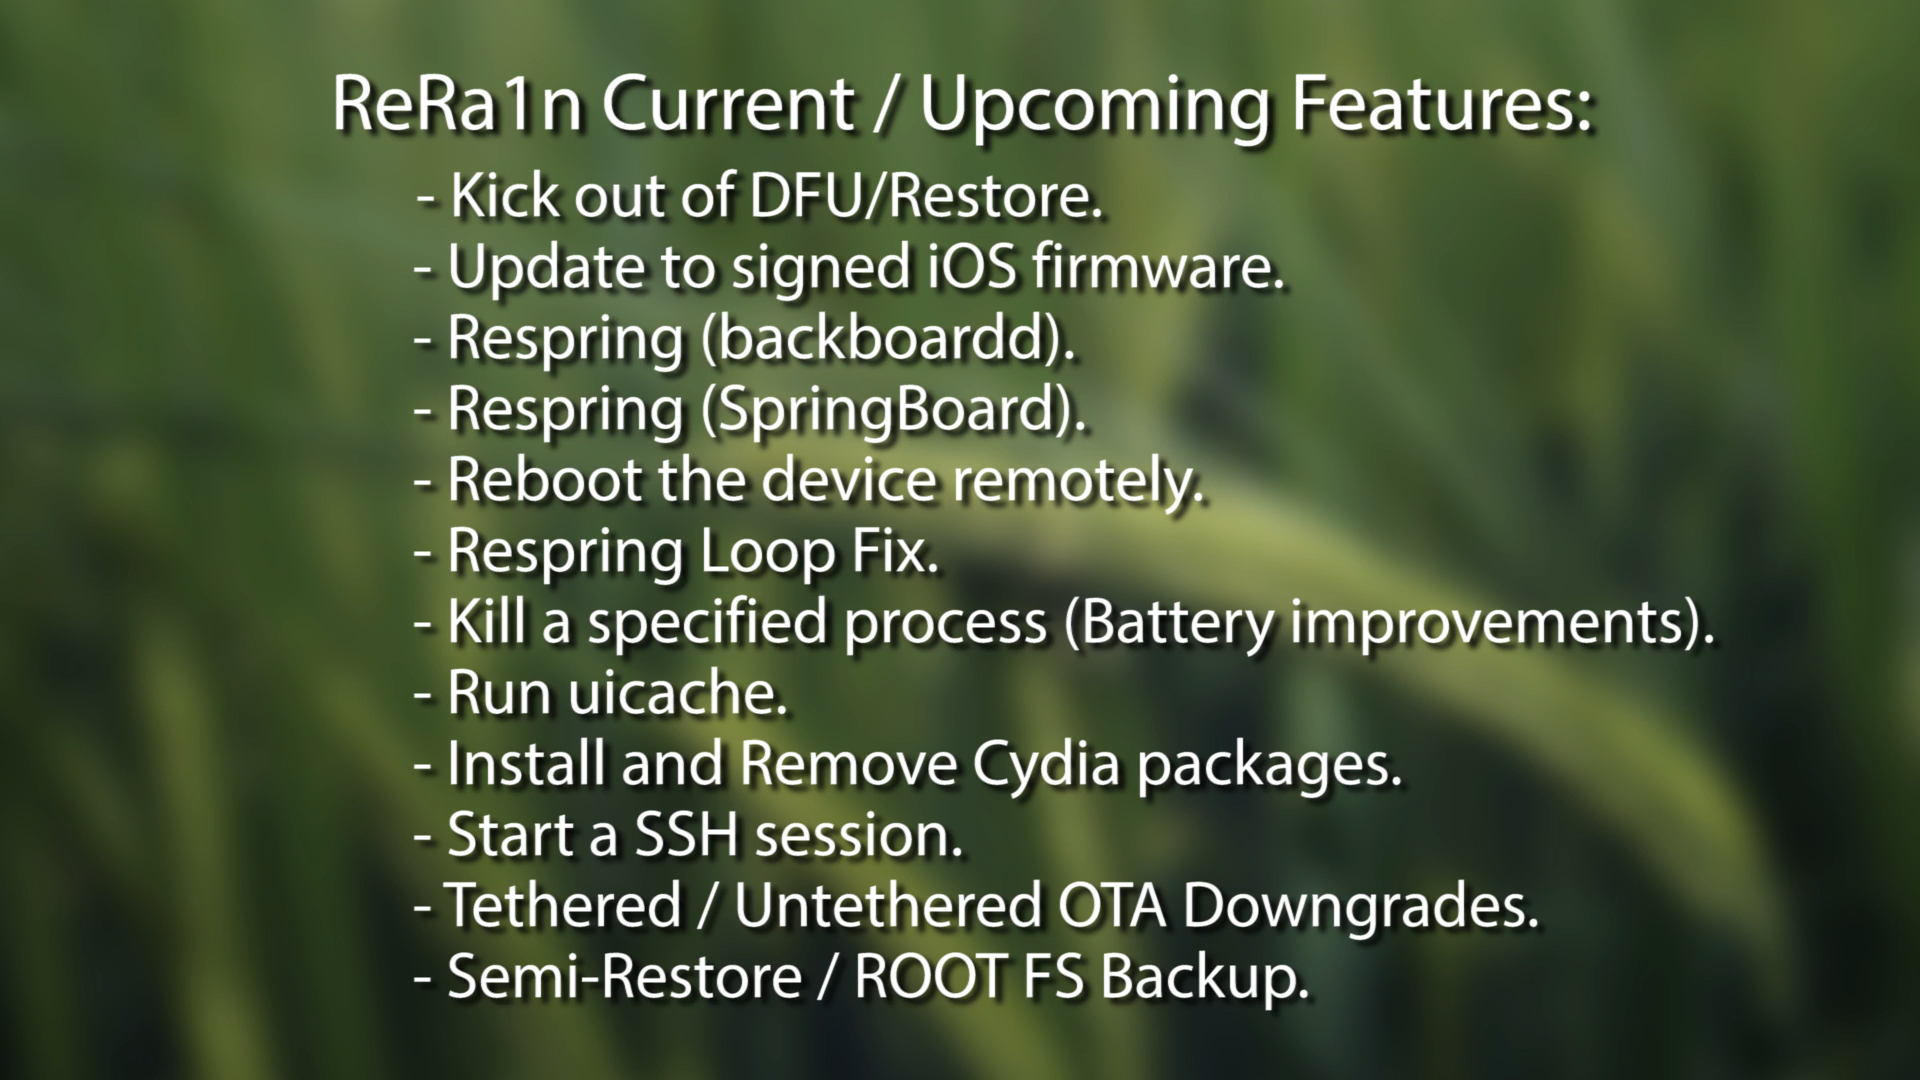 ReRa1n Current / Upcoming Features:
- Kick out of DFU/Restore.
- Update to signed iOS firmware.
- Respring (backboardd).
- Respring (SpringBoard).
- Reboot the device remotely.
- Respring Loop Fix.
- Kill a specified process (Battery improvements).
- Run uicache.
- Install and Remove Cydia packages.
- Start a SSH session.
- Tethered / Untethered OTA Downgrades.
- Semi-Restore / ROOT FS Backup.